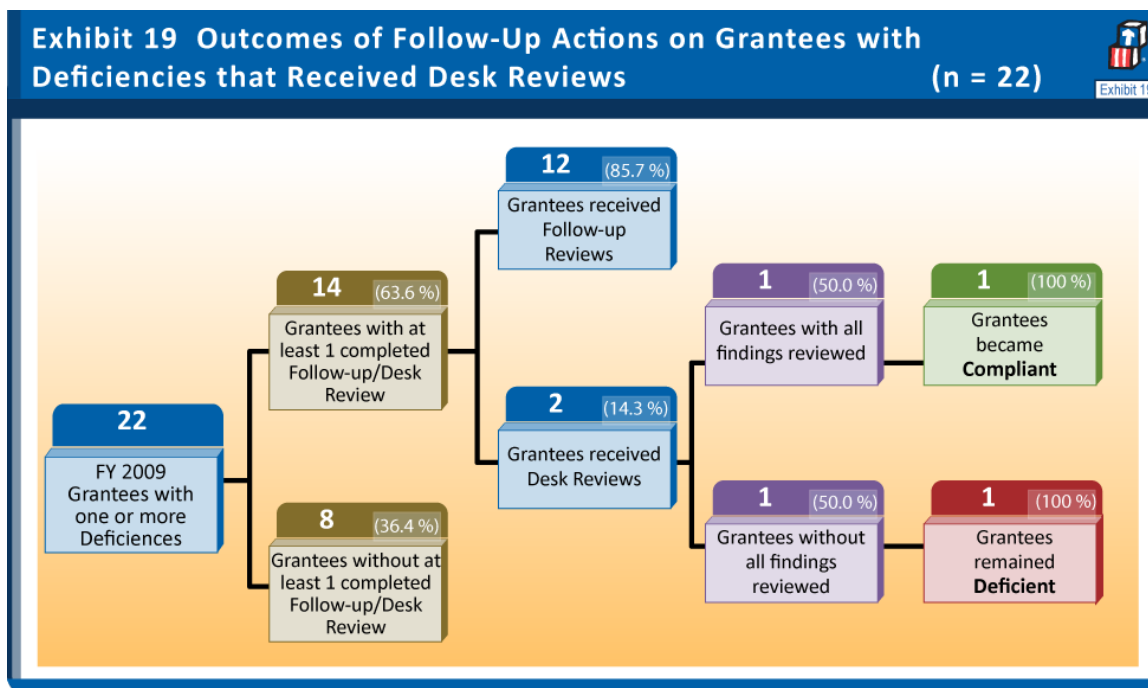 Exhibit 19 Outcomes of Follow-Up Actions on Grantees with
Deficiencies that Received Desk Reviews (n = 22)
Exhibit 19
12 (85.7 %)
Grantees received
Follow-up
Reviews
14 (63.6 %)
Grantees with at
least 1 completed
Follow-up/Desk
Review
1 (50.0 %)
Grantees with all
findings reviewed
1 (100 %)
Grantees
became
Compliant
22
FY 2009
Grantees with
one or more
Deficiences
2 (14.3 %)
Grantees received
Desk Reviews
8 (36.4 %)
Grantees without at
least 1 completed
Follow-up/Desk
Review
1 (50.0 %)
Grantees without
all findings
reviewed
1 (100 %)
Grantees
remained
Deficient